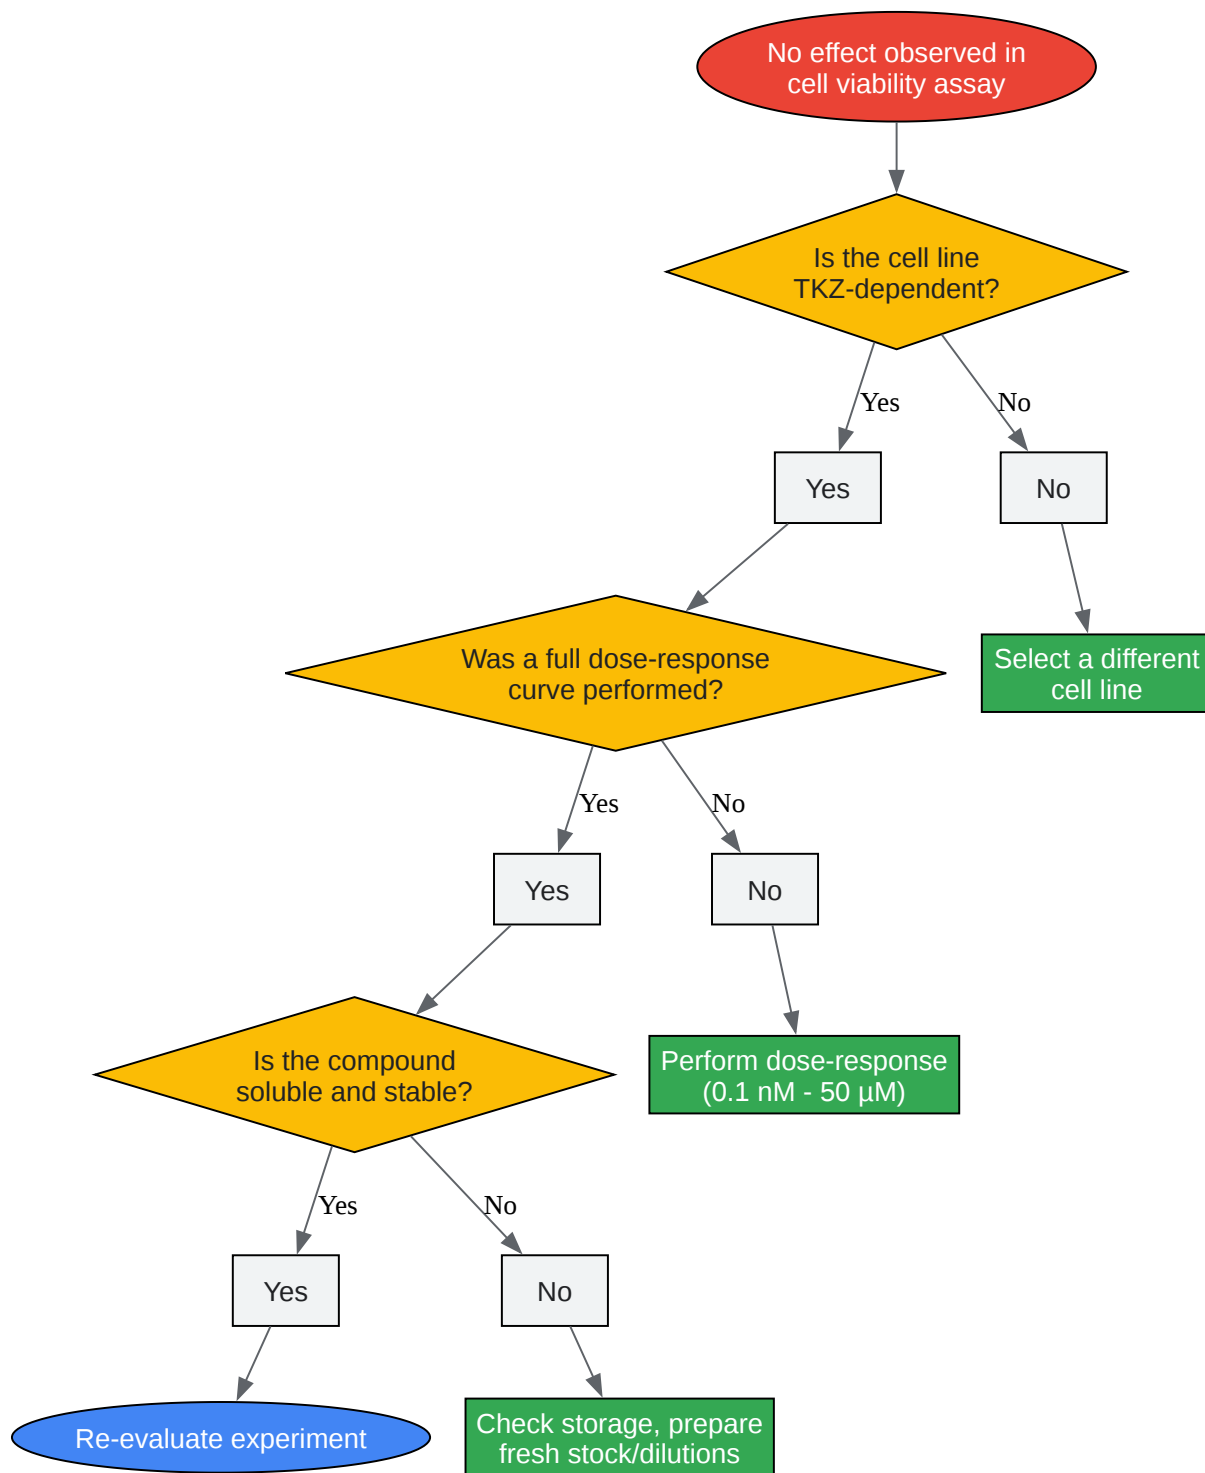 No effect observed in
cell viability assay
Is the cell line
TKZ-dependent?
Yes
No
Yes
No
Was a full dose-response
curve performed?
Select a different
cell line
Yes
No
Yes
No
Is the compound
soluble and stable?
Perform dose-response
(0.1 nM - 50 µM)
Yes
No
Yes
No
Re-evaluate experiment
Check storage, prepare
fresh stock/dilutions